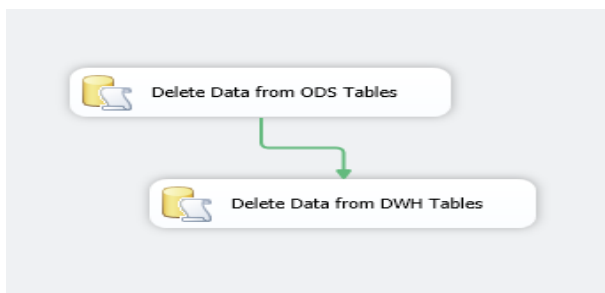 Delete Data from ODS Tables
Delete Data from DWH Tables